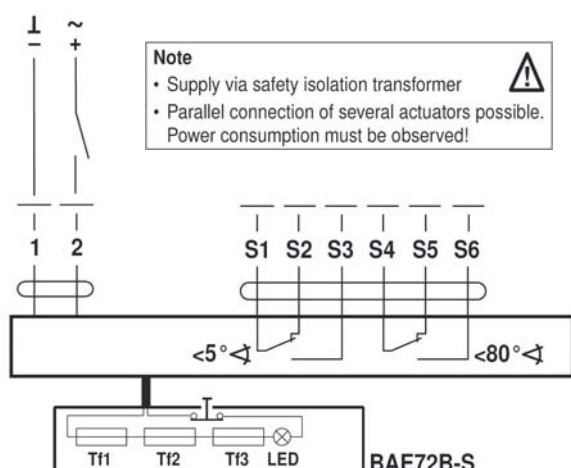 ⊥ ~
– +
Note
• Supply via safety isolation transformer
• Parallel connection of several actuators possible.
Power consumption must be observed!
1 2 S1 S2 S3 S4 S5 S6
<5°∢ <80°∢
T
Tf1 Tf2 Tf3 LED BAE72B-S